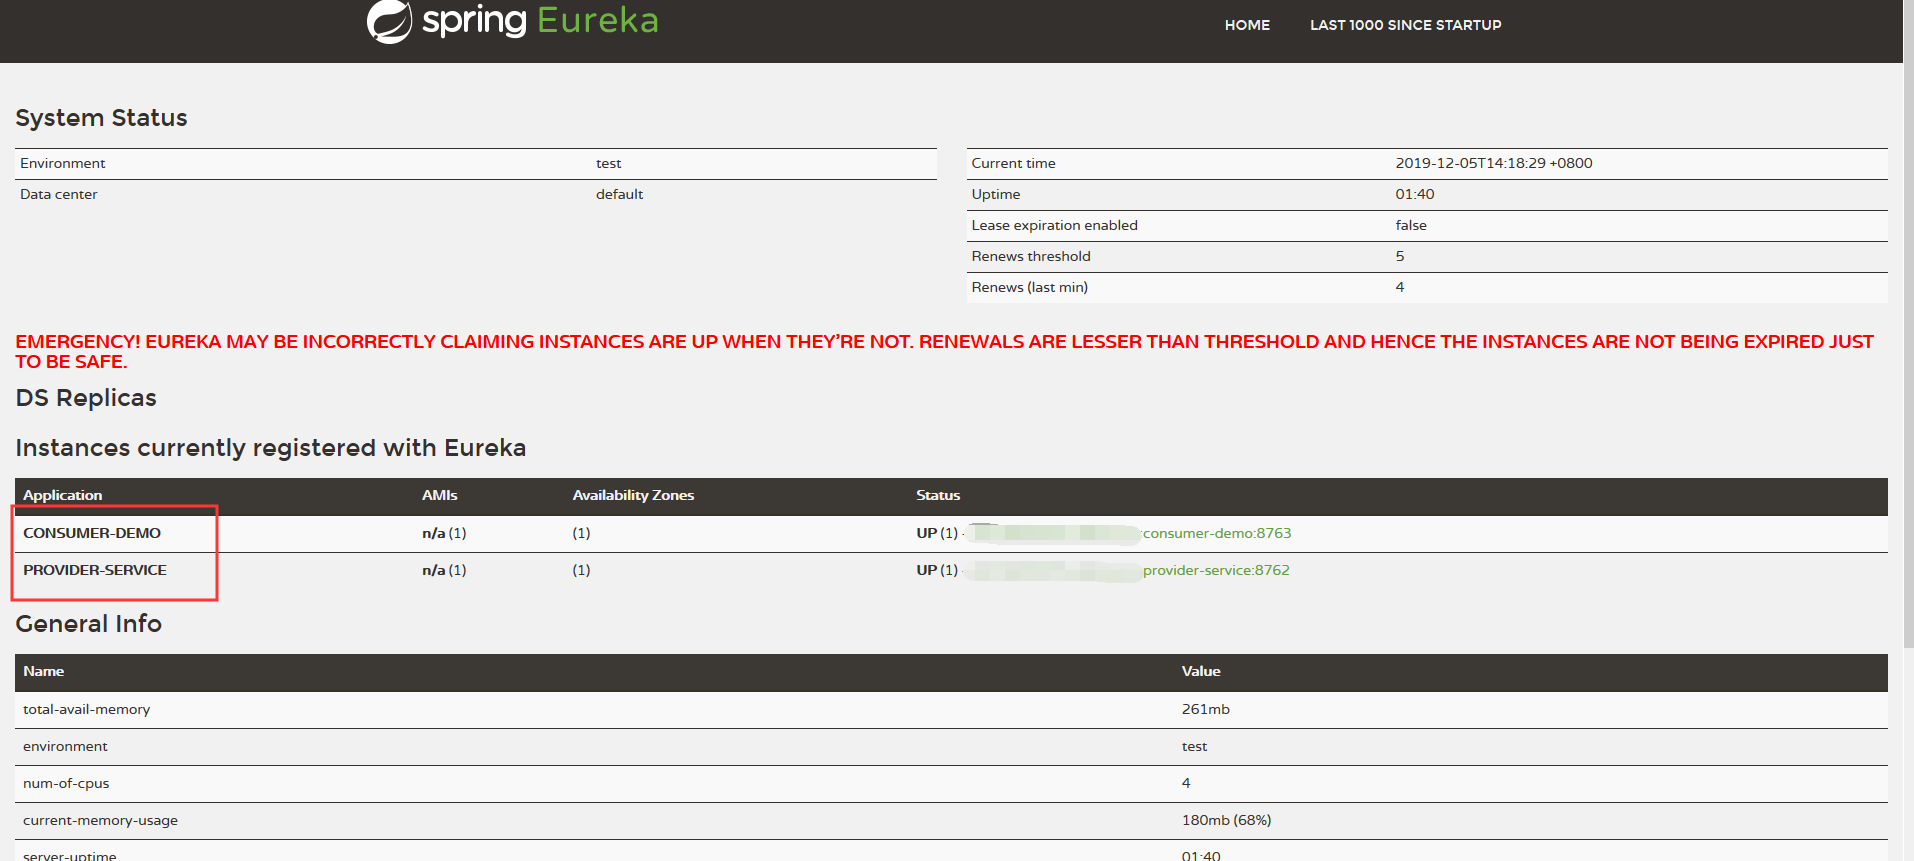 spring Eureka
HOME LAST 1000 SINCE STARTUP
System Status
Environment test
Data center default
Current time 2019-12-05T14:18:29 +0800
Uptime 01:40
Lease expiration enabled false
Renews threshold 5
Renews (last min) 4
EMERGENCY! EUREKA MAY BE INCORRECTLY CLAIMING INSTANCES ARE UP WHEN THEY'RE NOT. RENEWALS ARE LESSER THAN THRESHOLD AND HENCE THE INSTANCES ARE NOT BEING EXPIRED JUST
TO BE SAFE.
DS Replicas
Instances currently registered with Eureka
Application AMIs Availability Zones Status
CONSUMER-DEMO n/a (1) (1) UP (1) - :consumer-demo:8763
PROVIDER-SERVICE n/a (1) (1) UP (1) - provider-service:8762
General Info
Name Value
total-avail-memory 261mb
environment test
num-of-cpus 4
current-memory-usage 180mb (68%)
server-uptime 01:40